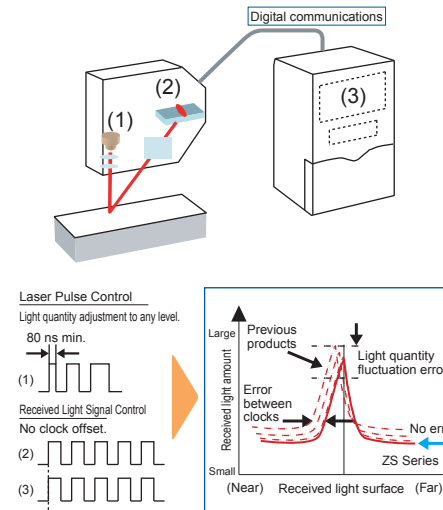 Digital communications
(1)
(2)
(3)
Laser Pulse Control
Light quantity adjustment to any level.
80 ns min.
(1)
Received Light Signal Control
No clock offset.
(2)
(3)
Received light amount
Large
Small
Previous
products
Error
between
clocks
Light quantity
fluctuation error
No err
ZS Series
(Near)
Received light surface
(Far)